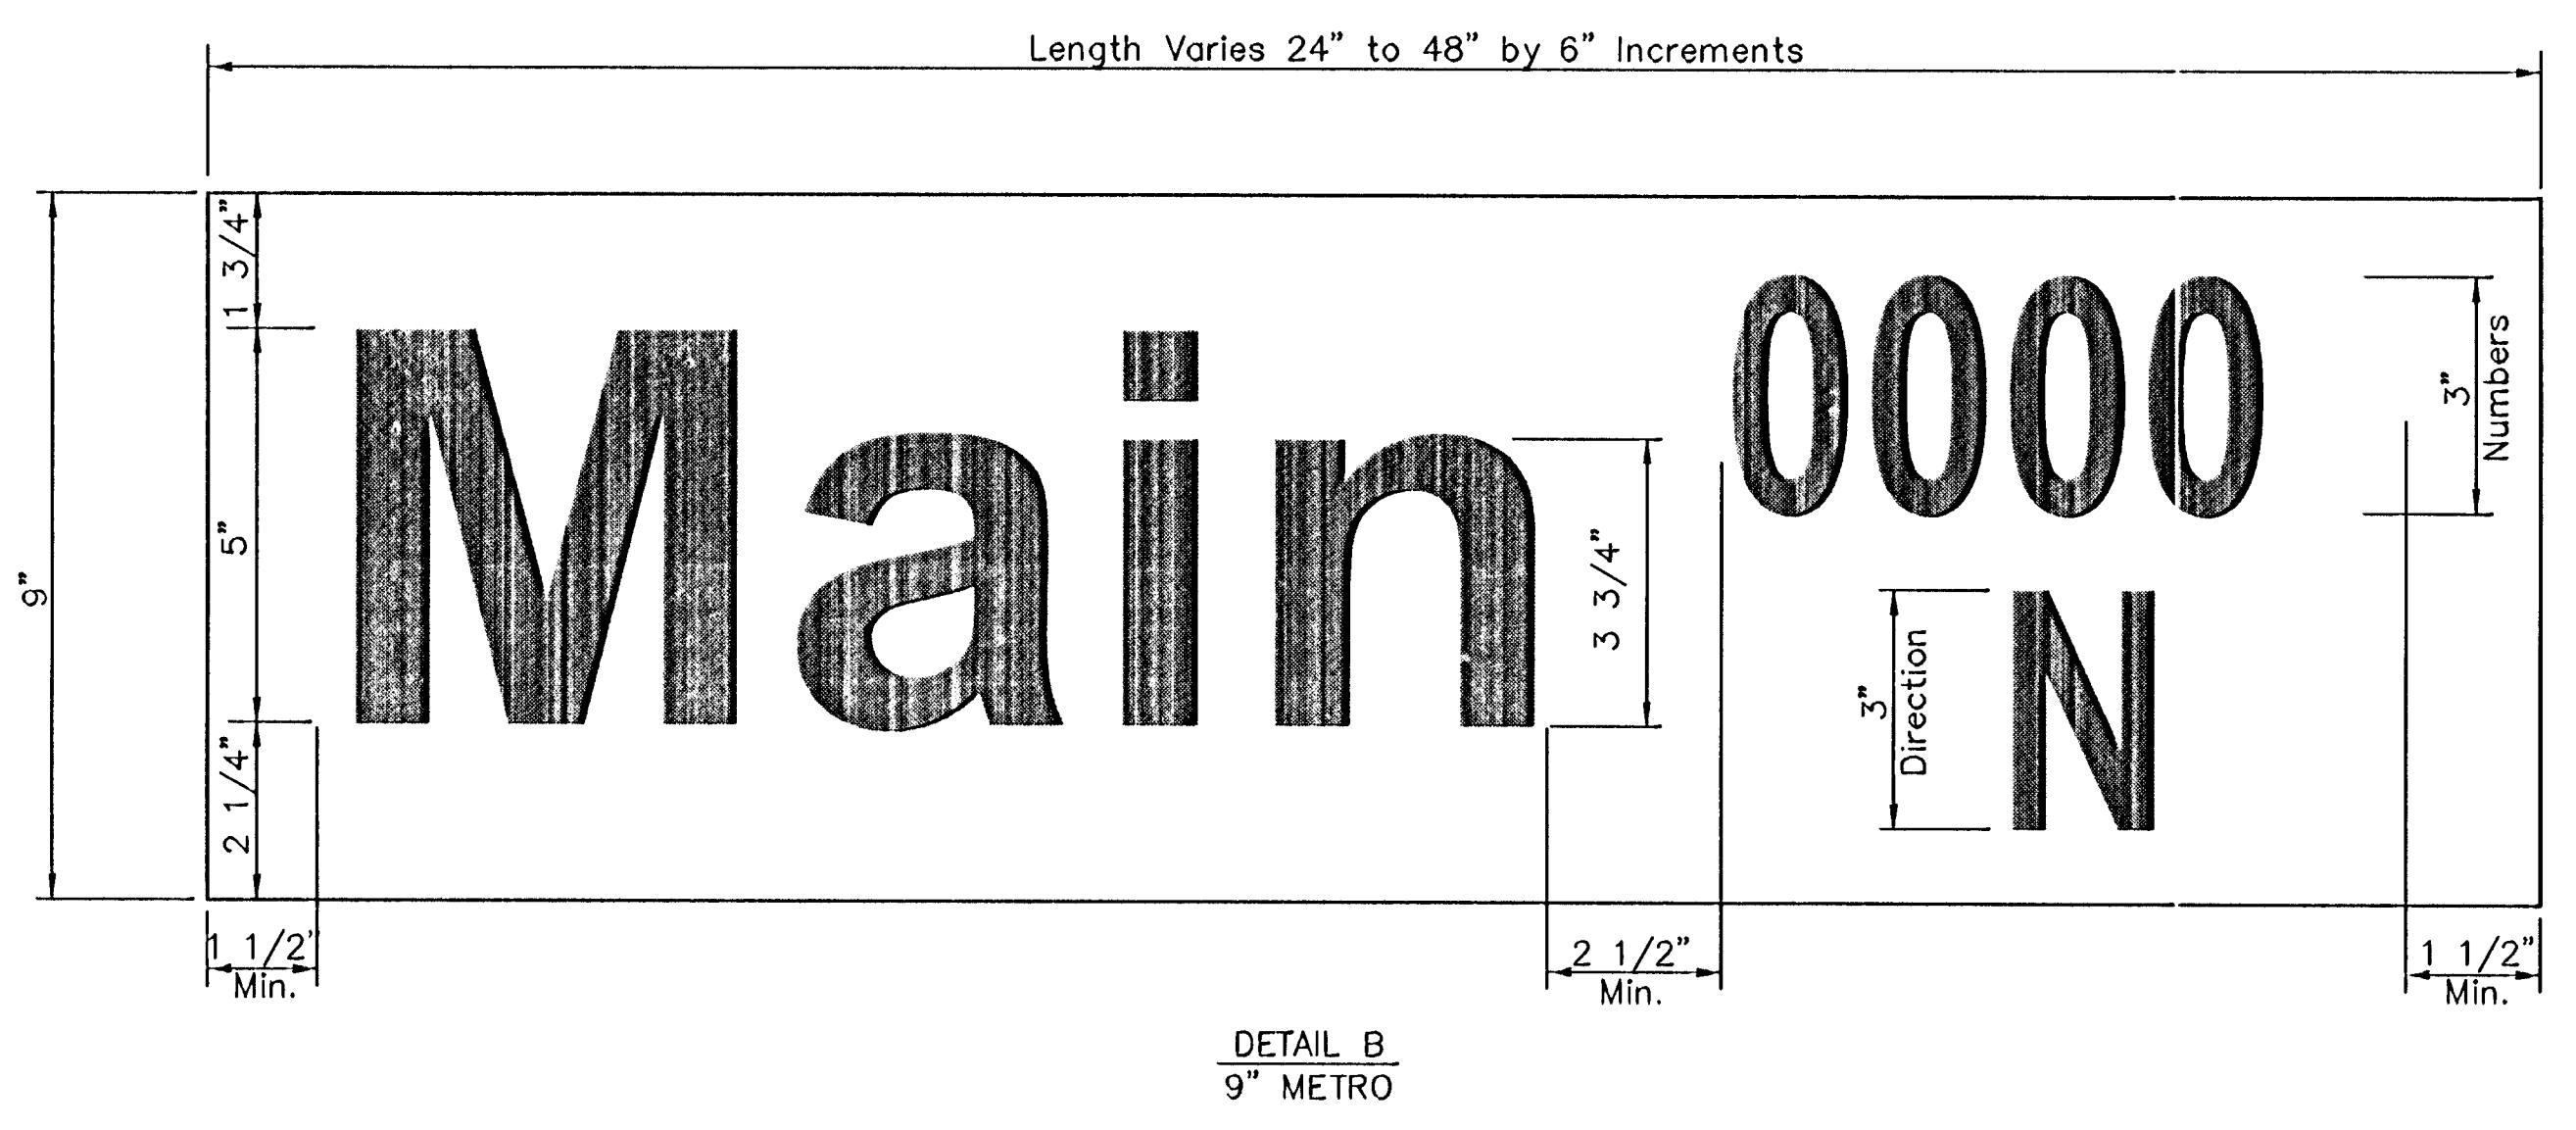 Length Varies 24” to 48” by 6” Increments
9”
1 3/4”
5”
2 1/4”
Main
3 3/4”
0000
3”
Numbers
3”
Direction
N
1 1/2”
Min.
2 1/2”
Min.
1 1/2”
Min.
DETAIL B
9” METRO